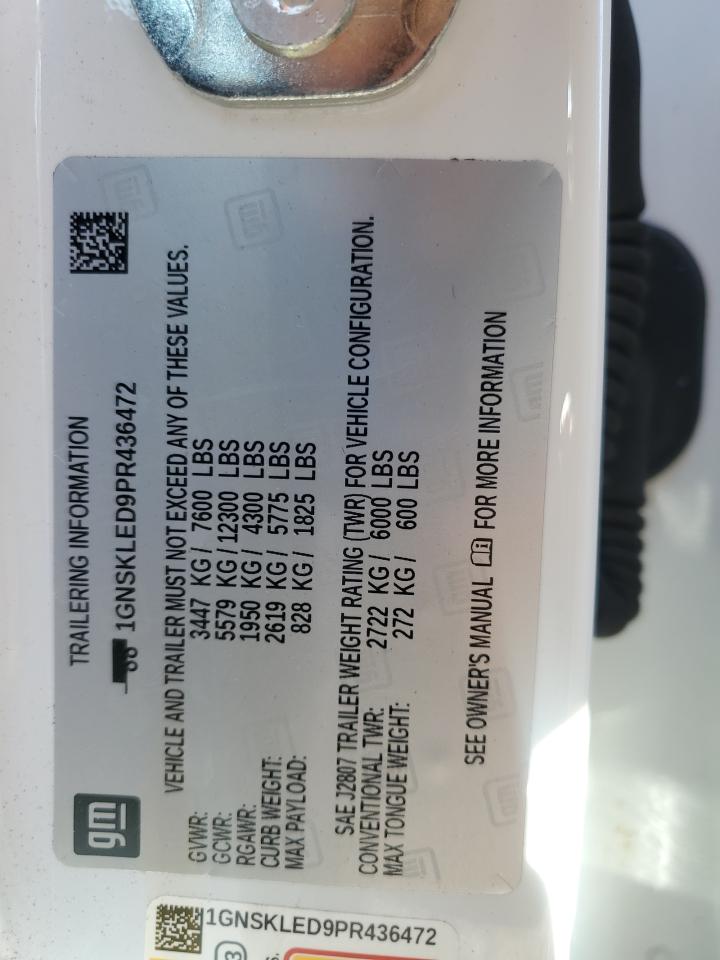 gm
TRAILERING INFORMATION
1GNSKLED9PR436472
VEHICLE AND TRAILER MUST NOT EXCEED ANY OF THESE VALUES.
GVWR: 3447 KG / 7600 LBS
GCWR: 5579 KG / 12300 LBS
RGAWR: 1950 KG / 4300 LBS
CURB WEIGHT: 2619 KG / 5775 LBS
MAX PAYLOAD: 828 KG / 1825 LBS
SAE J2807 TRAILER WEIGHT RATING (TWR) FOR VEHICLE CONFIGURATION.
CONVENTIONAL TWR: 2722 KG / 6000 LBS
MAX TONGUE WEIGHT: 272 KG / 600 LBS
SEE OWNER'S MANUAL FOR MORE INFORMATION
1GNSKLED9PR436472